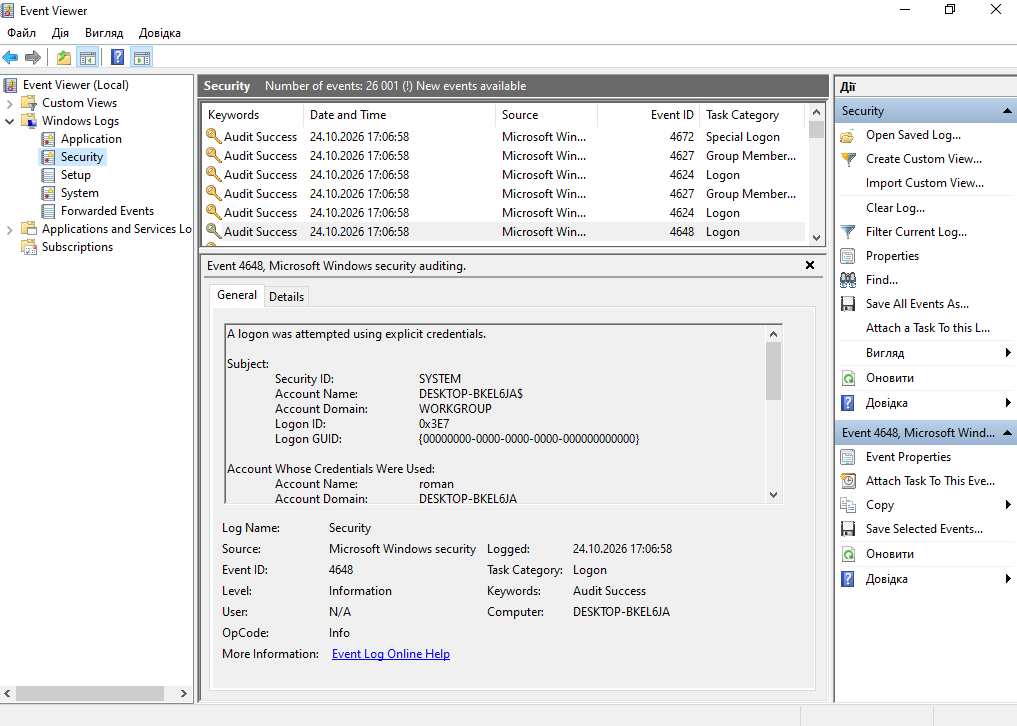 Event Viewer
Файл Дія Вигляд Довідка
Event Viewer (Local)
Custom Views
Windows Logs
Application
Security
Setup
System
Forwarded Events
Applications and Services Lo
Subscriptions
Security Number of events: 26 001 (!) New events available
Keywords Date and Time Source Event ID Task Category
Audit Success 24.10.2026 17:06:58 Microsoft Win... 4672 Special Logon
Audit Success 24.10.2026 17:06:58 Microsoft Win... 4627 Group Member...
Audit Success 24.10.2026 17:06:58 Microsoft Win... 4624 Logon
Audit Success 24.10.2026 17:06:58 Microsoft Win... 4627 Group Member...
Audit Success 24.10.2026 17:06:58 Microsoft Win... 4624 Logon
Audit Success 24.10.2026 17:06:58 Microsoft Win... 4648 Logon
Event 4648, Microsoft Windows security auditing.
General Details
A logon was attempted using explicit credentials.
Subject:
Security ID: SYSTEM
Account Name: DESKTOP-BKEL6JA$
Account Domain: WORKGROUP
Logon ID: 0x3E7
Logon GUID: {00000000-0000-0000-0000-000000000000}
Account Whose Credentials Were Used:
Account Name: roman
Account Domain: DESKTOP-BKEL6JA
Log Name: Security
Source: Microsoft Windows security Logged: 24.10.2026 17:06:58
Event ID: 4648 Task Category: Logon
Level: Information Keywords: Audit Success
User: N/A Computer: DESKTOP-BKEL6JA
OpCode: Info
More Information: Event Log Online Help
Дії
Security
Open Saved Log...
Create Custom View...
Import Custom View...
Clear Log...
Filter Current Log...
Properties
Find...
Save All Events As...
Attach a Task To this L...
Вигляд
Оновити
Довідка
Event 4648, Microsoft Wind...
Event Properties
Attach Task To This Eve...
Copy
Save Selected Events...
Оновити
Довідка